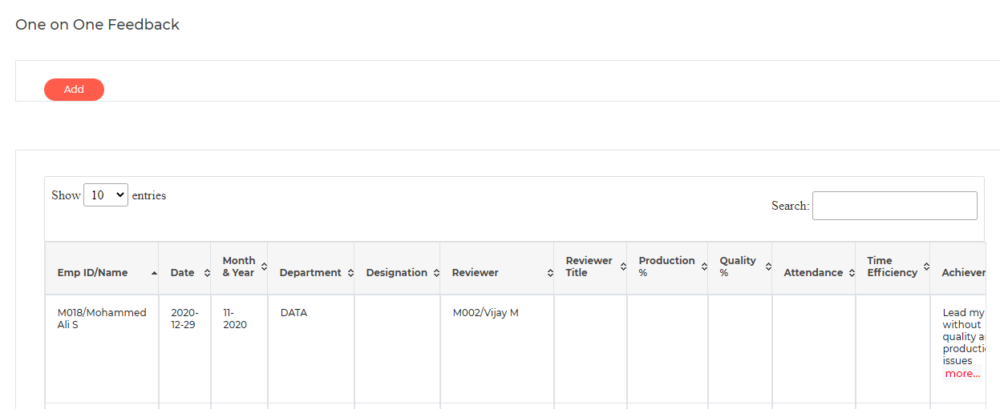 One on One Feedback
Add
Show 10 entries
Search:
Emp ID/Name
Date
Month
& Year
Department
Designation
Reviewer
Reviewer
Title
Production
%
Quality
%
Attendance
Time
Efficiency
Achiever
M018/Mohammed
Ali S
2020-
12-29
11-
2020
DATA
M002/Vijay M
Lead my
without
quality
producti
issues
more...